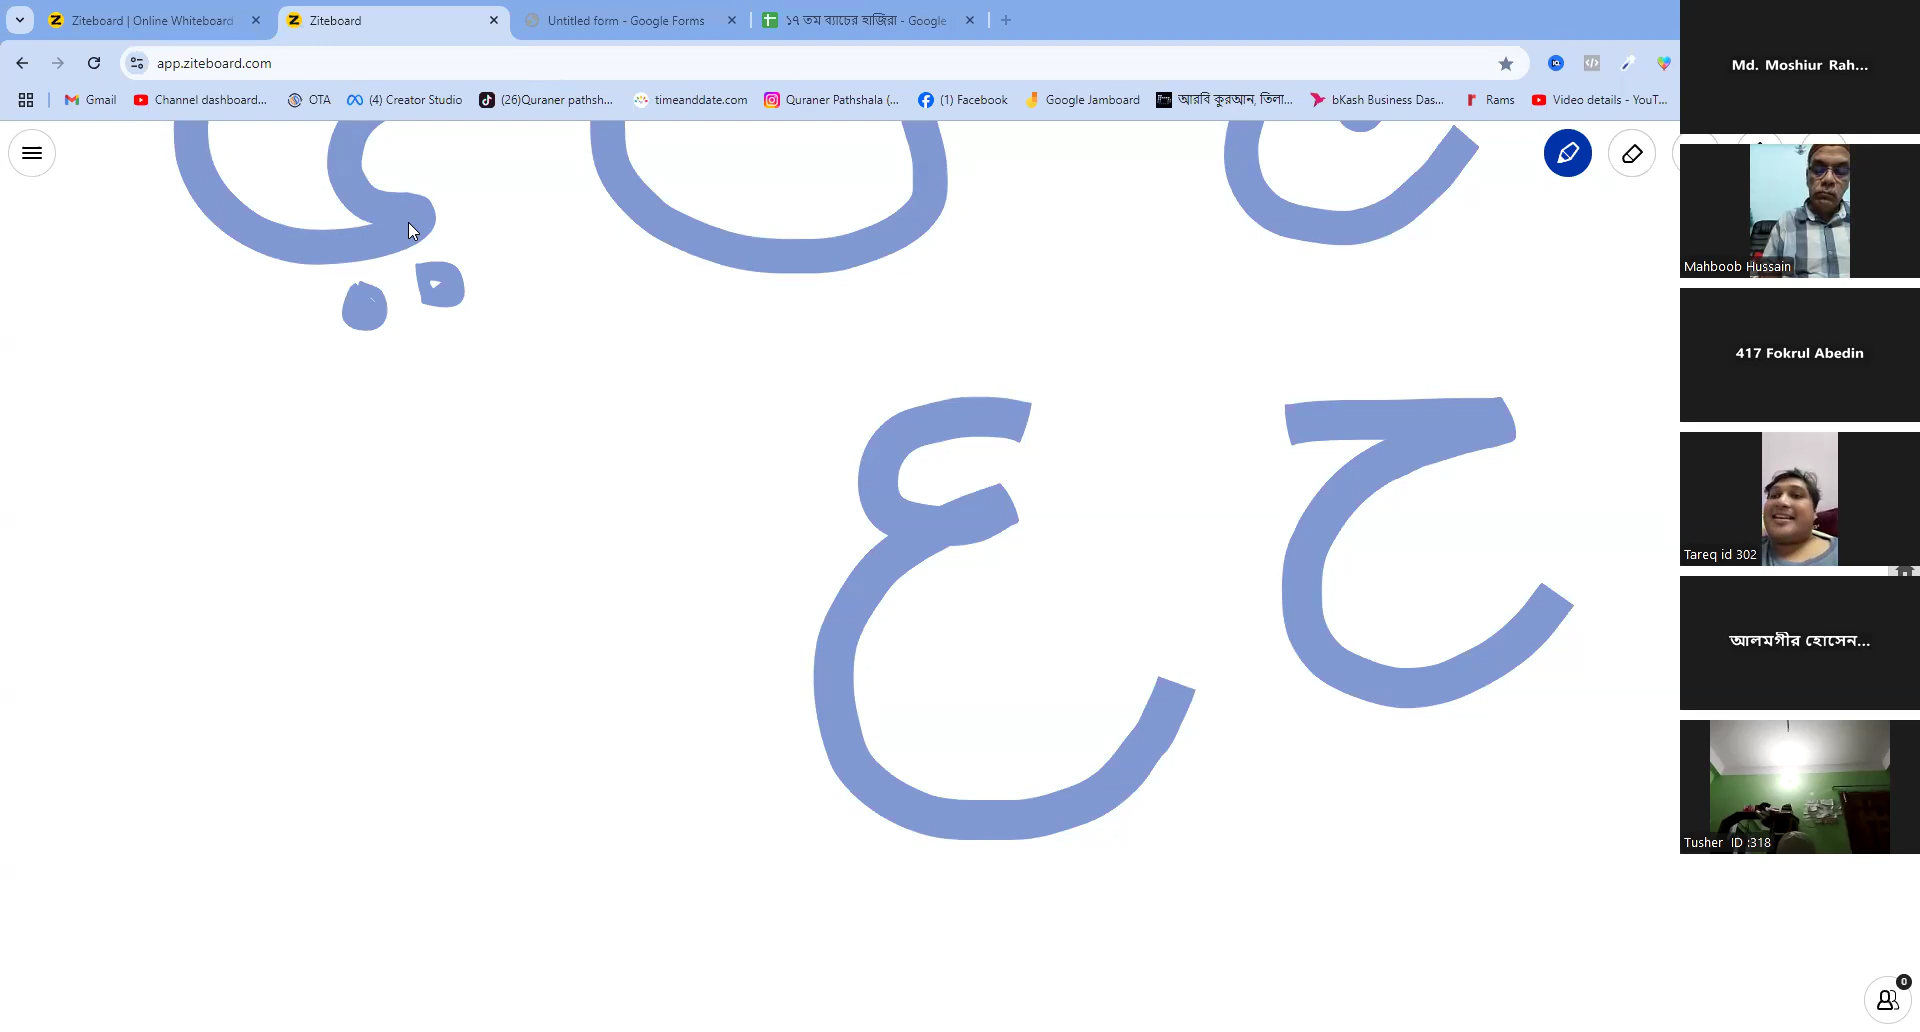 Ziteboard | Online Whiteboard
Ziteboard
Untitled form - Google Forms
১৭ তম ব্যাচের হাজিরা - Google
app.ziteboard.com
Gmail
Channel dashboard...
OTA
(4) Creator Studio
(26)Quraner pathsh...
timeanddate.com
Quraner Pathshala (...
(1) Facebook
Google Jamboard
আরবি কুরআন, তিলা...
bKash Business Das...
Rams
Video details - YouT...
Md. Moshiur Rah...
Mahboob Hussain
417 Fokrul Abedin
Tareq id 302
আলমগীর হোসেন...
Tusher ID :318
ح ع
0